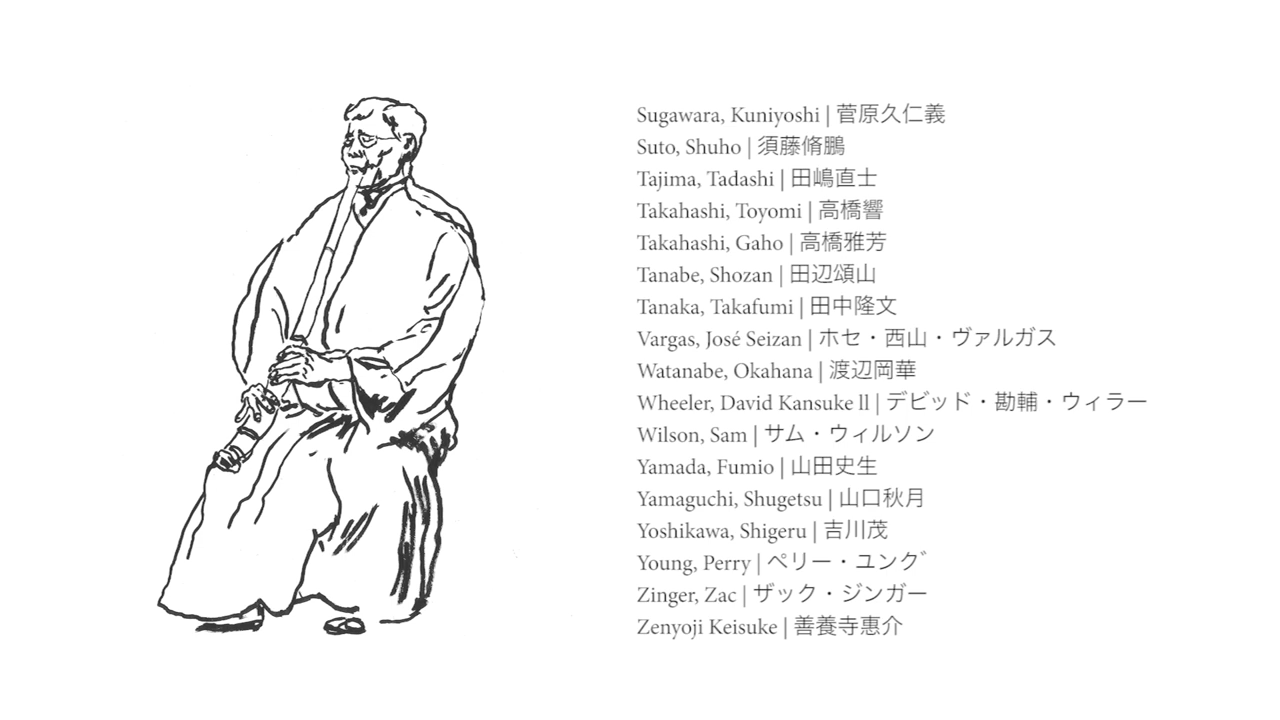 Sugawara, Kuniyoshi | 菅原久仁義
Suto, Shuho | 須藤脩鵬
Tajima, Tadashi | 田嶋直士
Takahashi, Toyomi | 高橋響
Takahashi, Gaho | 高橋雅芳
Tanabe, Shozan | 田辺頌山
Tanaka, Takafumi | 田中隆文
Vargas, José Seizan | ホセ・西山・ヴァルガス
Watanabe, Okahana | 渡辺岡華
Wheeler, David Kansuke ll | デビッド・勘輔・ウィラー
Wilson, Sam | サム・ウィルソン
Yamada, Fumio | 山田史生
Yamaguchi, Shugetsu | 山口秋月
Yoshikawa, Shigeru | 吉川茂
Young, Perry | ペリー・ユンク゛
Zinger, Zac | ザック・ジンガー
Zenyoji Keisuke | 善養寺惠介